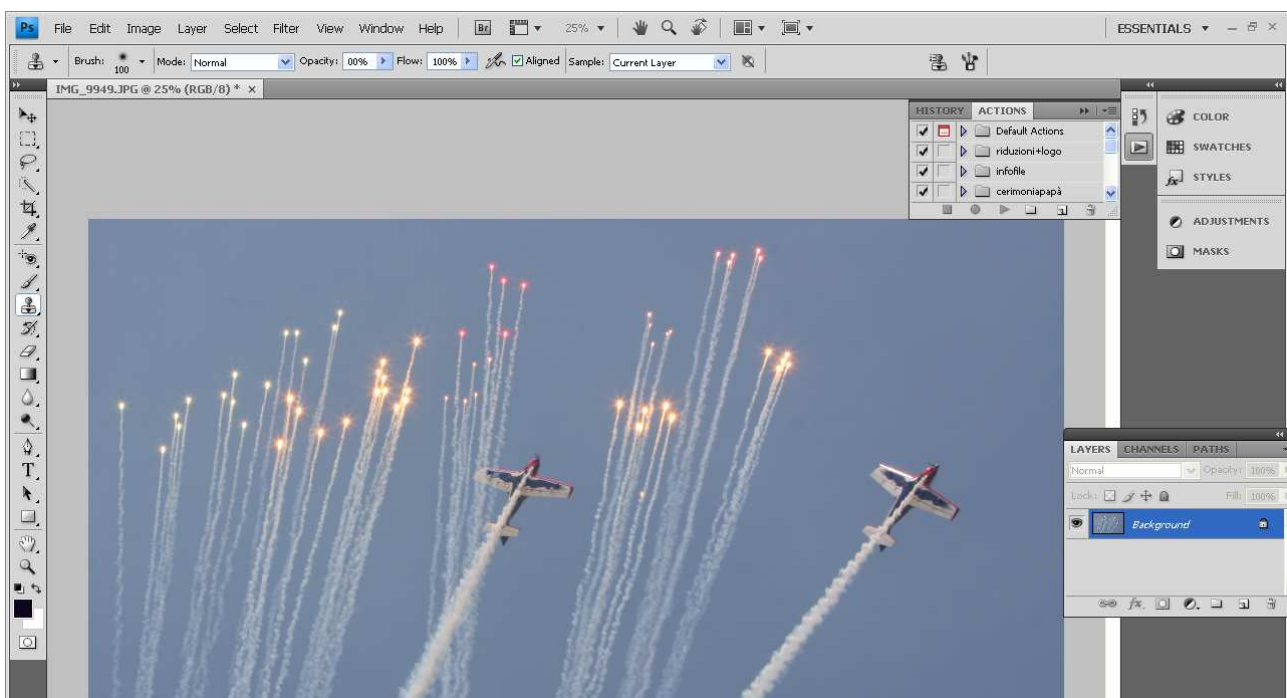 Ps File Edit Image Layer Select Filter View Window Help Br 25% ESSENTIALS
Brush: 100 Mode: Normal Opacity: 00% Flow: 100% Aligned Sample: Current Layer
IMG_9949.JPG @ 25% (RGB/8) * ×
HISTORY ACTIONS
Default Actions
riduzioni+logo
infofile
cerimoniapapà
COLOR
SWATCHES
STYLES
ADJUSTMENTS
MASKS
LAYERS CHANNELS PATHS
Normal Opacity: 100%
Lock: Fill: 100%
Background